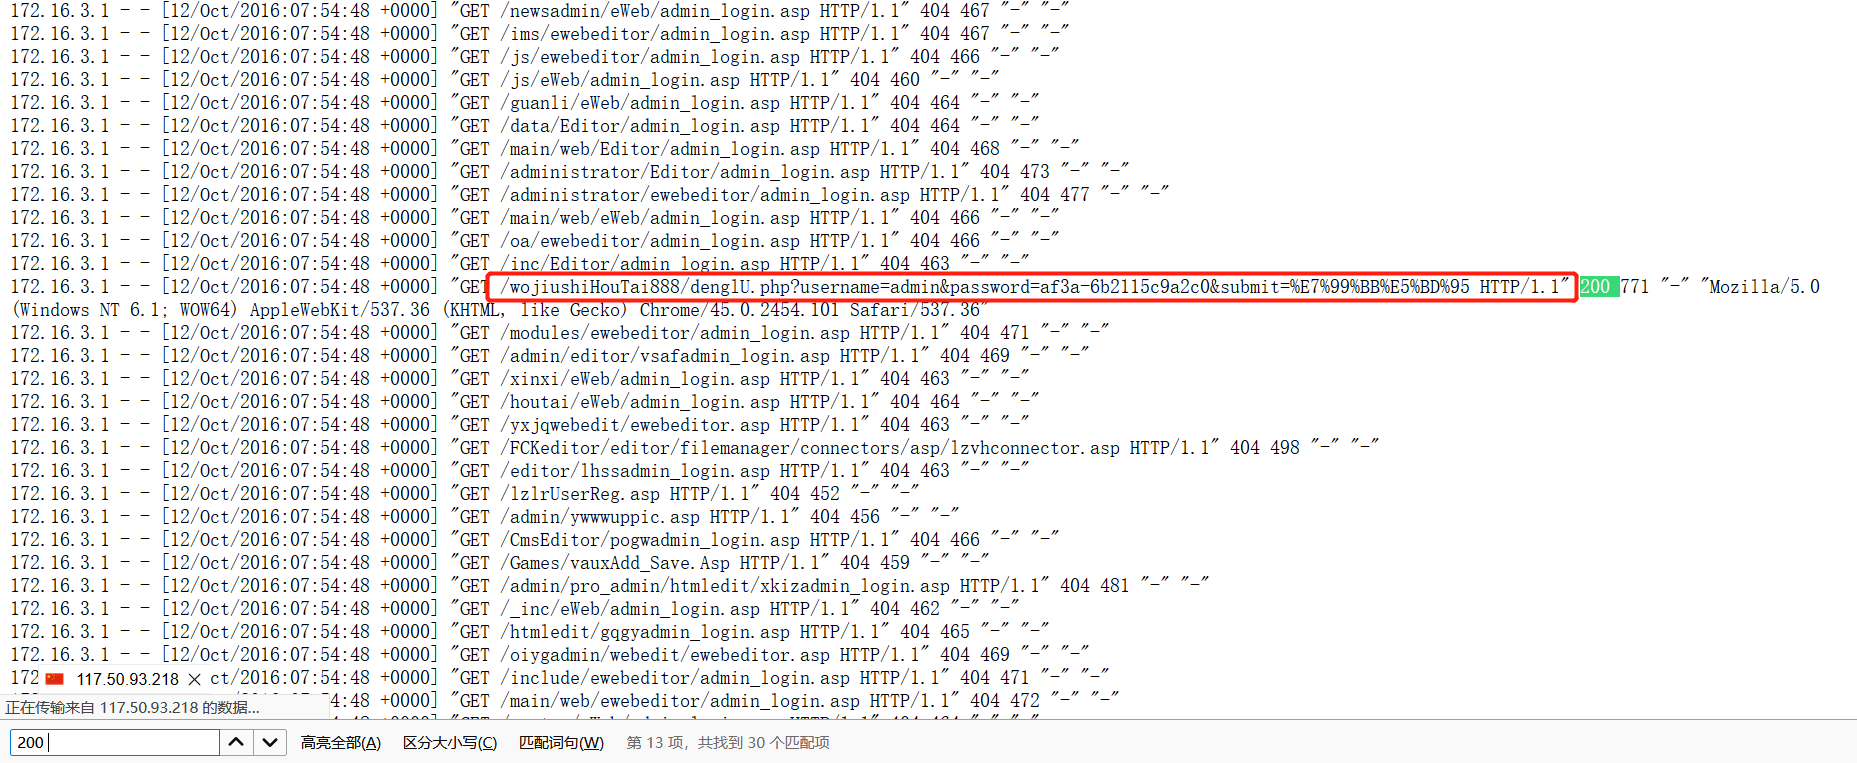 172.16.3.1 - - [12/Oct/2016:07:54:48 +0000] "GET /newsadmin/eWeb/admin_login.asp HTTP/1.1" 404 467 "-" "-"
172.16.3.1 - - [12/Oct/2016:07:54:48 +0000] "GET /ims/ewebeditor/admin_login.asp HTTP/1.1" 404 467 "-" "-"
172.16.3.1 - - [12/Oct/2016:07:54:48 +0000] "GET /js/ewebeditor/admin_login.asp HTTP/1.1" 404 466 "-" "-"
172.16.3.1 - - [12/Oct/2016:07:54:48 +0000] "GET /js/eWeb/admin_login.asp HTTP/1.1" 404 460 "-" "-"
172.16.3.1 - - [12/Oct/2016:07:54:48 +0000] "GET /guanli/eWeb/admin_login.asp HTTP/1.1" 404 464 "-" "-"
172.16.3.1 - - [12/Oct/2016:07:54:48 +0000] "GET /data/Editor/admin_login.asp HTTP/1.1" 404 464 "-" "-"
172.16.3.1 - - [12/Oct/2016:07:54:48 +0000] "GET /main/web/Editor/admin_login.asp HTTP/1.1" 404 468 "-" "-"
172.16.3.1 - - [12/Oct/2016:07:54:48 +0000] "GET /administrator/Editor/admin_login.asp HTTP/1.1" 404 473 "-" "-"
172.16.3.1 - - [12/Oct/2016:07:54:48 +0000] "GET /administrator/ewebeditor/admin_login.asp HTTP/1.1" 404 477 "-" "-"
172.16.3.1 - - [12/Oct/2016:07:54:48 +0000] "GET /main/web/eWeb/admin_login.asp HTTP/1.1" 404 466 "-" "-"
172.16.3.1 - - [12/Oct/2016:07:54:48 +0000] "GET /oa/ewebeditor/admin_login.asp HTTP/1.1" 404 466 "-" "-"
172.16.3.1 - - [12/Oct/2016:07:54:48 +0000] "GET /inc/Editor/admin_login.asp HTTP/1.1" 404 463 "-" "-"
172.16.3.1 - - [12/Oct/2016:07:54:48 +0000] "GET /wojiushiHouTai888/denglU.php?username=admin&password=af3a-6b2115c9a2c0&submit=%E7%99%BB%E5%BD%95 HTTP/1.1" 200 771 "-" "Mozilla/5.0
(Windows NT 6.1; WOW64) AppleWebKit/537.36 (KHTML, like Gecko) Chrome/45.0.2454.101 Safari/537.36"
172.16.3.1 - - [12/Oct/2016:07:54:48 +0000] "GET /modules/ewebeditor/admin_login.asp HTTP/1.1" 404 471 "-" "-"
172.16.3.1 - - [12/Oct/2016:07:54:48 +0000] "GET /admin/editor/vsafadmin_login.asp HTTP/1.1" 404 469 "-" "-"
172.16.3.1 - - [12/Oct/2016:07:54:48 +0000] "GET /xinxi/eWeb/admin_login.asp HTTP/1.1" 404 463 "-" "-"
172.16.3.1 - - [12/Oct/2016:07:54:48 +0000] "GET /houtai/eWeb/admin_login.asp HTTP/1.1" 404 464 "-" "-"
172.16.3.1 - - [12/Oct/2016:07:54:48 +0000] "GET /yxjqwebedit/ewebeditor.asp HTTP/1.1" 404 463 "-" "-"
172.16.3.1 - - [12/Oct/2016:07:54:48 +0000] "GET /FCKeditor/editor/filemanager/connectors/asp/lzvhconnector.asp HTTP/1.1" 404 498 "-" "-"
172.16.3.1 - - [12/Oct/2016:07:54:48 +0000] "GET /editor/lhssadmin_login.asp HTTP/1.1" 404 463 "-" "-"
172.16.3.1 - - [12/Oct/2016:07:54:48 +0000] "GET /lzlrUserReg.asp HTTP/1.1" 404 452 "-" "-"
172.16.3.1 - - [12/Oct/2016:07:54:48 +0000] "GET /admin/ywwwuppic.asp HTTP/1.1" 404 456 "-" "-"
172.16.3.1 - - [12/Oct/2016:07:54:48 +0000] "GET /CmsEditor/pogwadmin_login.asp HTTP/1.1" 404 466 "-" "-"
172.16.3.1 - - [12/Oct/2016:07:54:48 +0000] "GET /Games/vauxAdd_Save.Asp HTTP/1.1" 404 459 "-" "-"
172.16.3.1 - - [12/Oct/2016:07:54:48 +0000] "GET /admin/pro_admin/htmledit/xkizadmin_login.asp HTTP/1.1" 404 481 "-" "-"
172.16.3.1 - - [12/Oct/2016:07:54:48 +0000] "GET /_inc/eWeb/admin_login.asp HTTP/1.1" 404 462 "-" "-"
172.16.3.1 - - [12/Oct/2016:07:54:48 +0000] "GET /htmledit/gqgyadmin_login.asp HTTP/1.1" 404 465 "-" "-"
172.16.3.1 - - [12/Oct/2016:07:54:48 +0000] "GET /oiygadmin/webedit/ewebeditor.asp HTTP/1.1" 404 469 "-" "-"
172 117.50.93.218 × ct/2016:07:54:48 +0000] "GET /include/ewebeditor/admin_login.asp HTTP/1.1" 404 471 "-" "-"
4:48 +0000] "GET /main/web/ewebeditor/admin_login.asp HTTP/1.1" 404 472 "-" "-"
正在传输来自 117.50.93.218 的数据...
200 高亮全部(A) 区分大小写(C) 匹配词句(W) 第 13 项，共找到 30 个匹配项